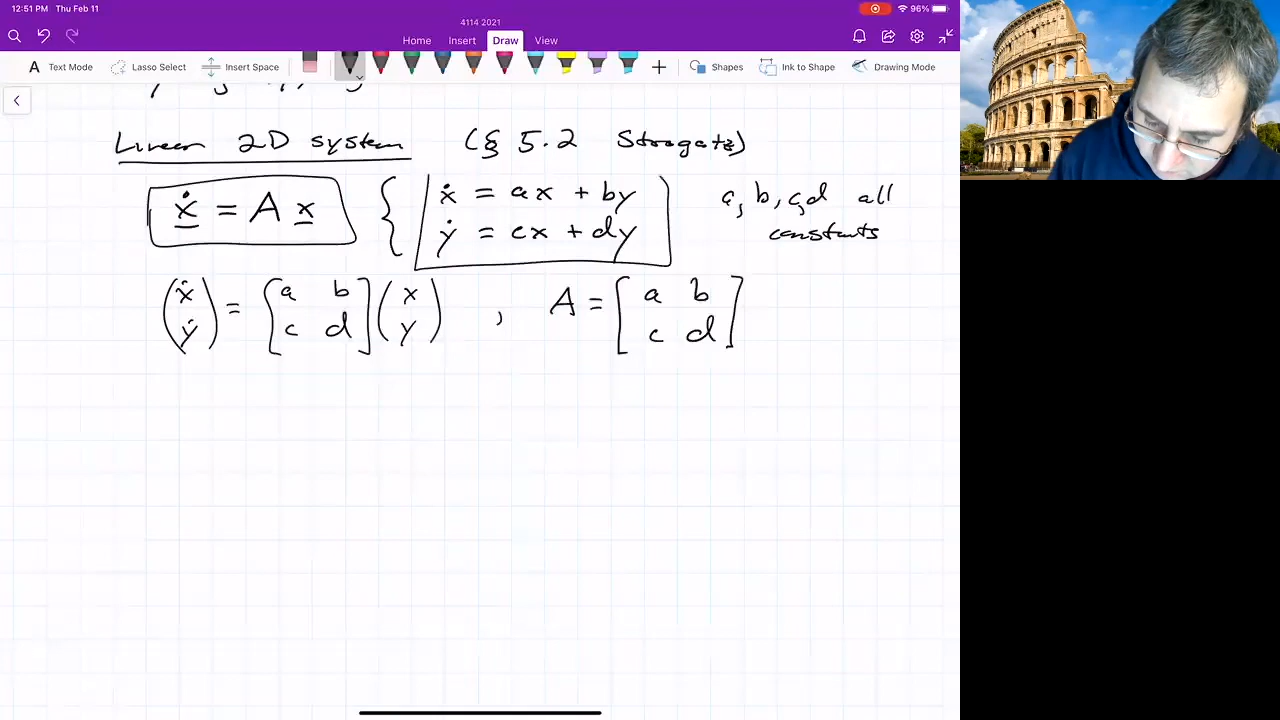 12:51 PM Thu Feb 11
96%
4114 2021
Home Insert Draw View
Text Mode Lasso Select Insert Space Shapes Ink to Shape Drawing Mode
Linear 2D system (§ 5.2 Strogatz)
ẋ = A x { ẋ = ax + by a, b, c, d all
ẏ = cx + dy constants
(ẋ ẏ) = [a b c d] (x y) , A = [a b c d]